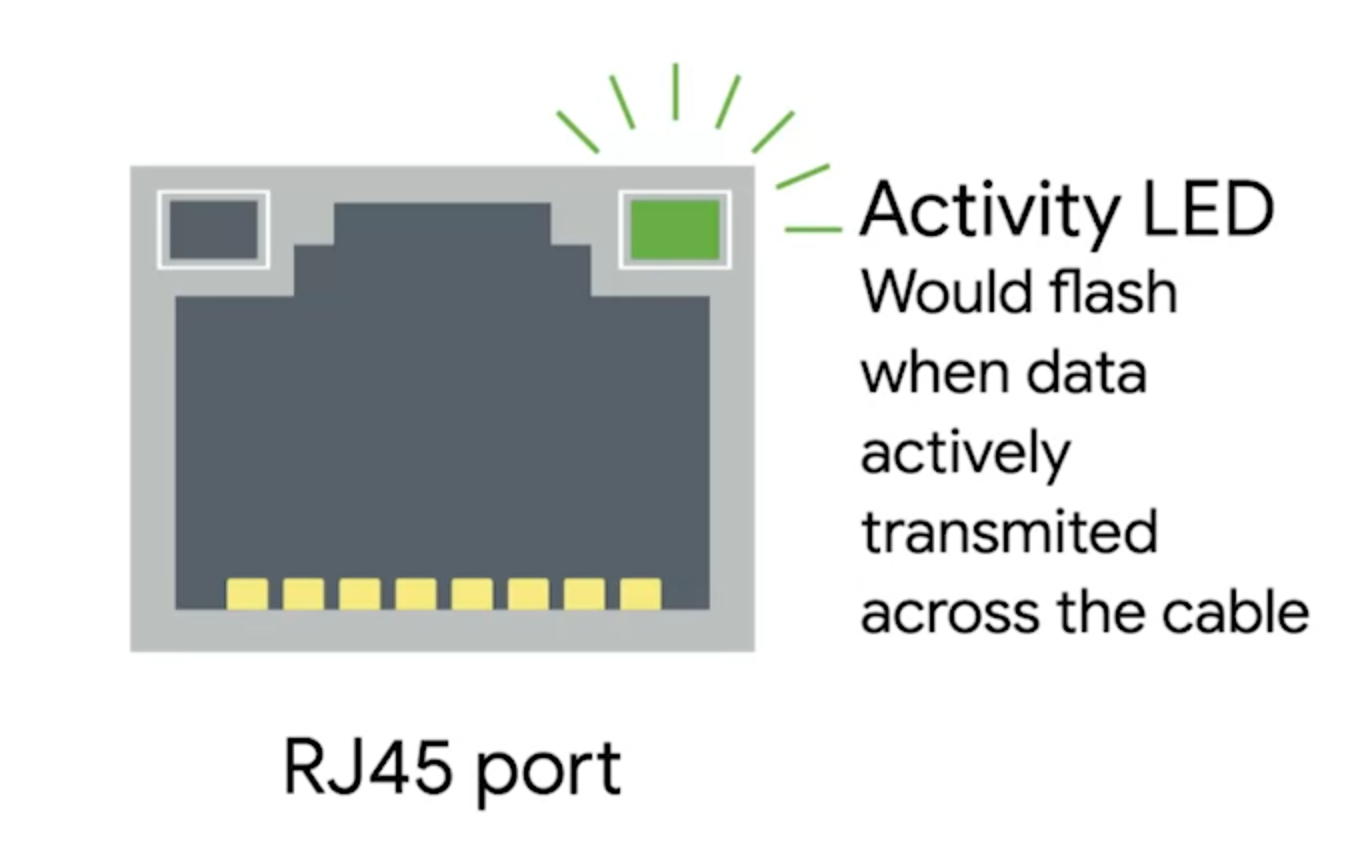 Activity LED
Would flash
when data
actively
transmited
across the cable
RJ45 port